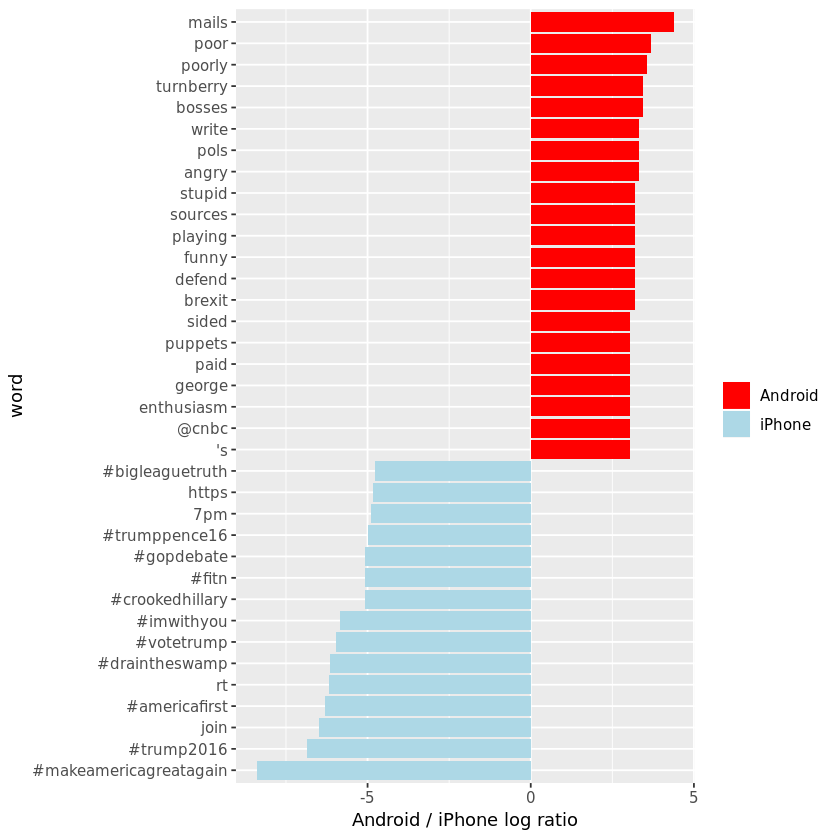 mails
poor
poorly
turnberry
bosses
write
pols
angry
stupid
sources
playing
funny
defend
brexit
sided
puppets
paid
george
enthusiasm
@cnbc
's
#bigleaguetruth
https
7pm
#trumppence16
#gopdebate
#fitn
#crookedhillary
#imwithyou
#votetrump
#draintheswamp
rt
#americafirst
join
#trump2016
#makeamericagreatagain
word
-5 0 5
Android / iPhone log ratio
Android
iPhone